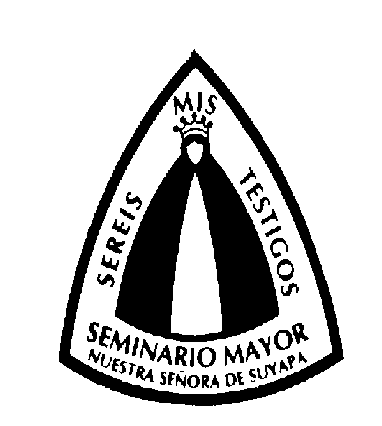 SEREIS
MIS
TESTIGOS
SEMINARIO MAYOR
NUESTRA SEÑORA DE SUYAPA